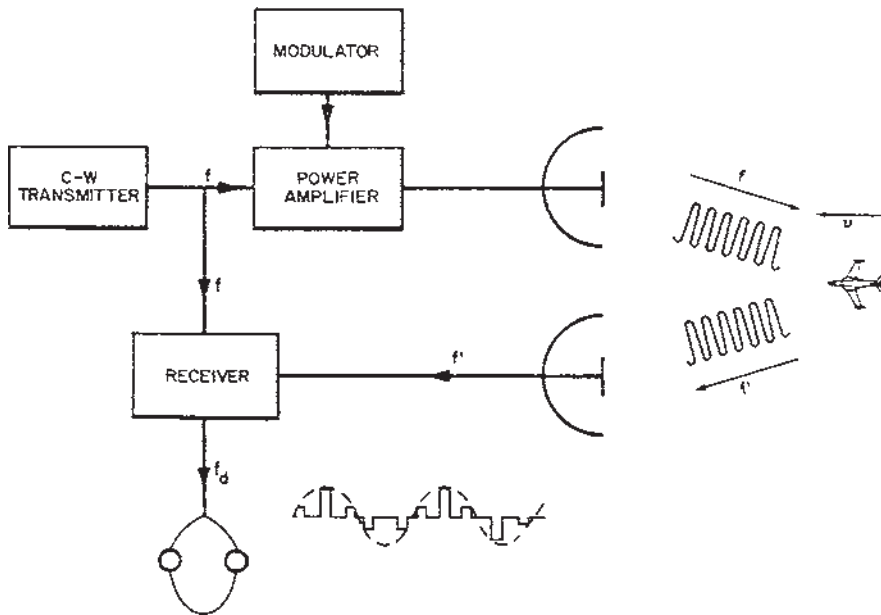 MODULATOR
C-W
TRANSMITTER
f
POWER
AMPLIFIER
f
υ
f
RECEIVER
f'
f'
fd